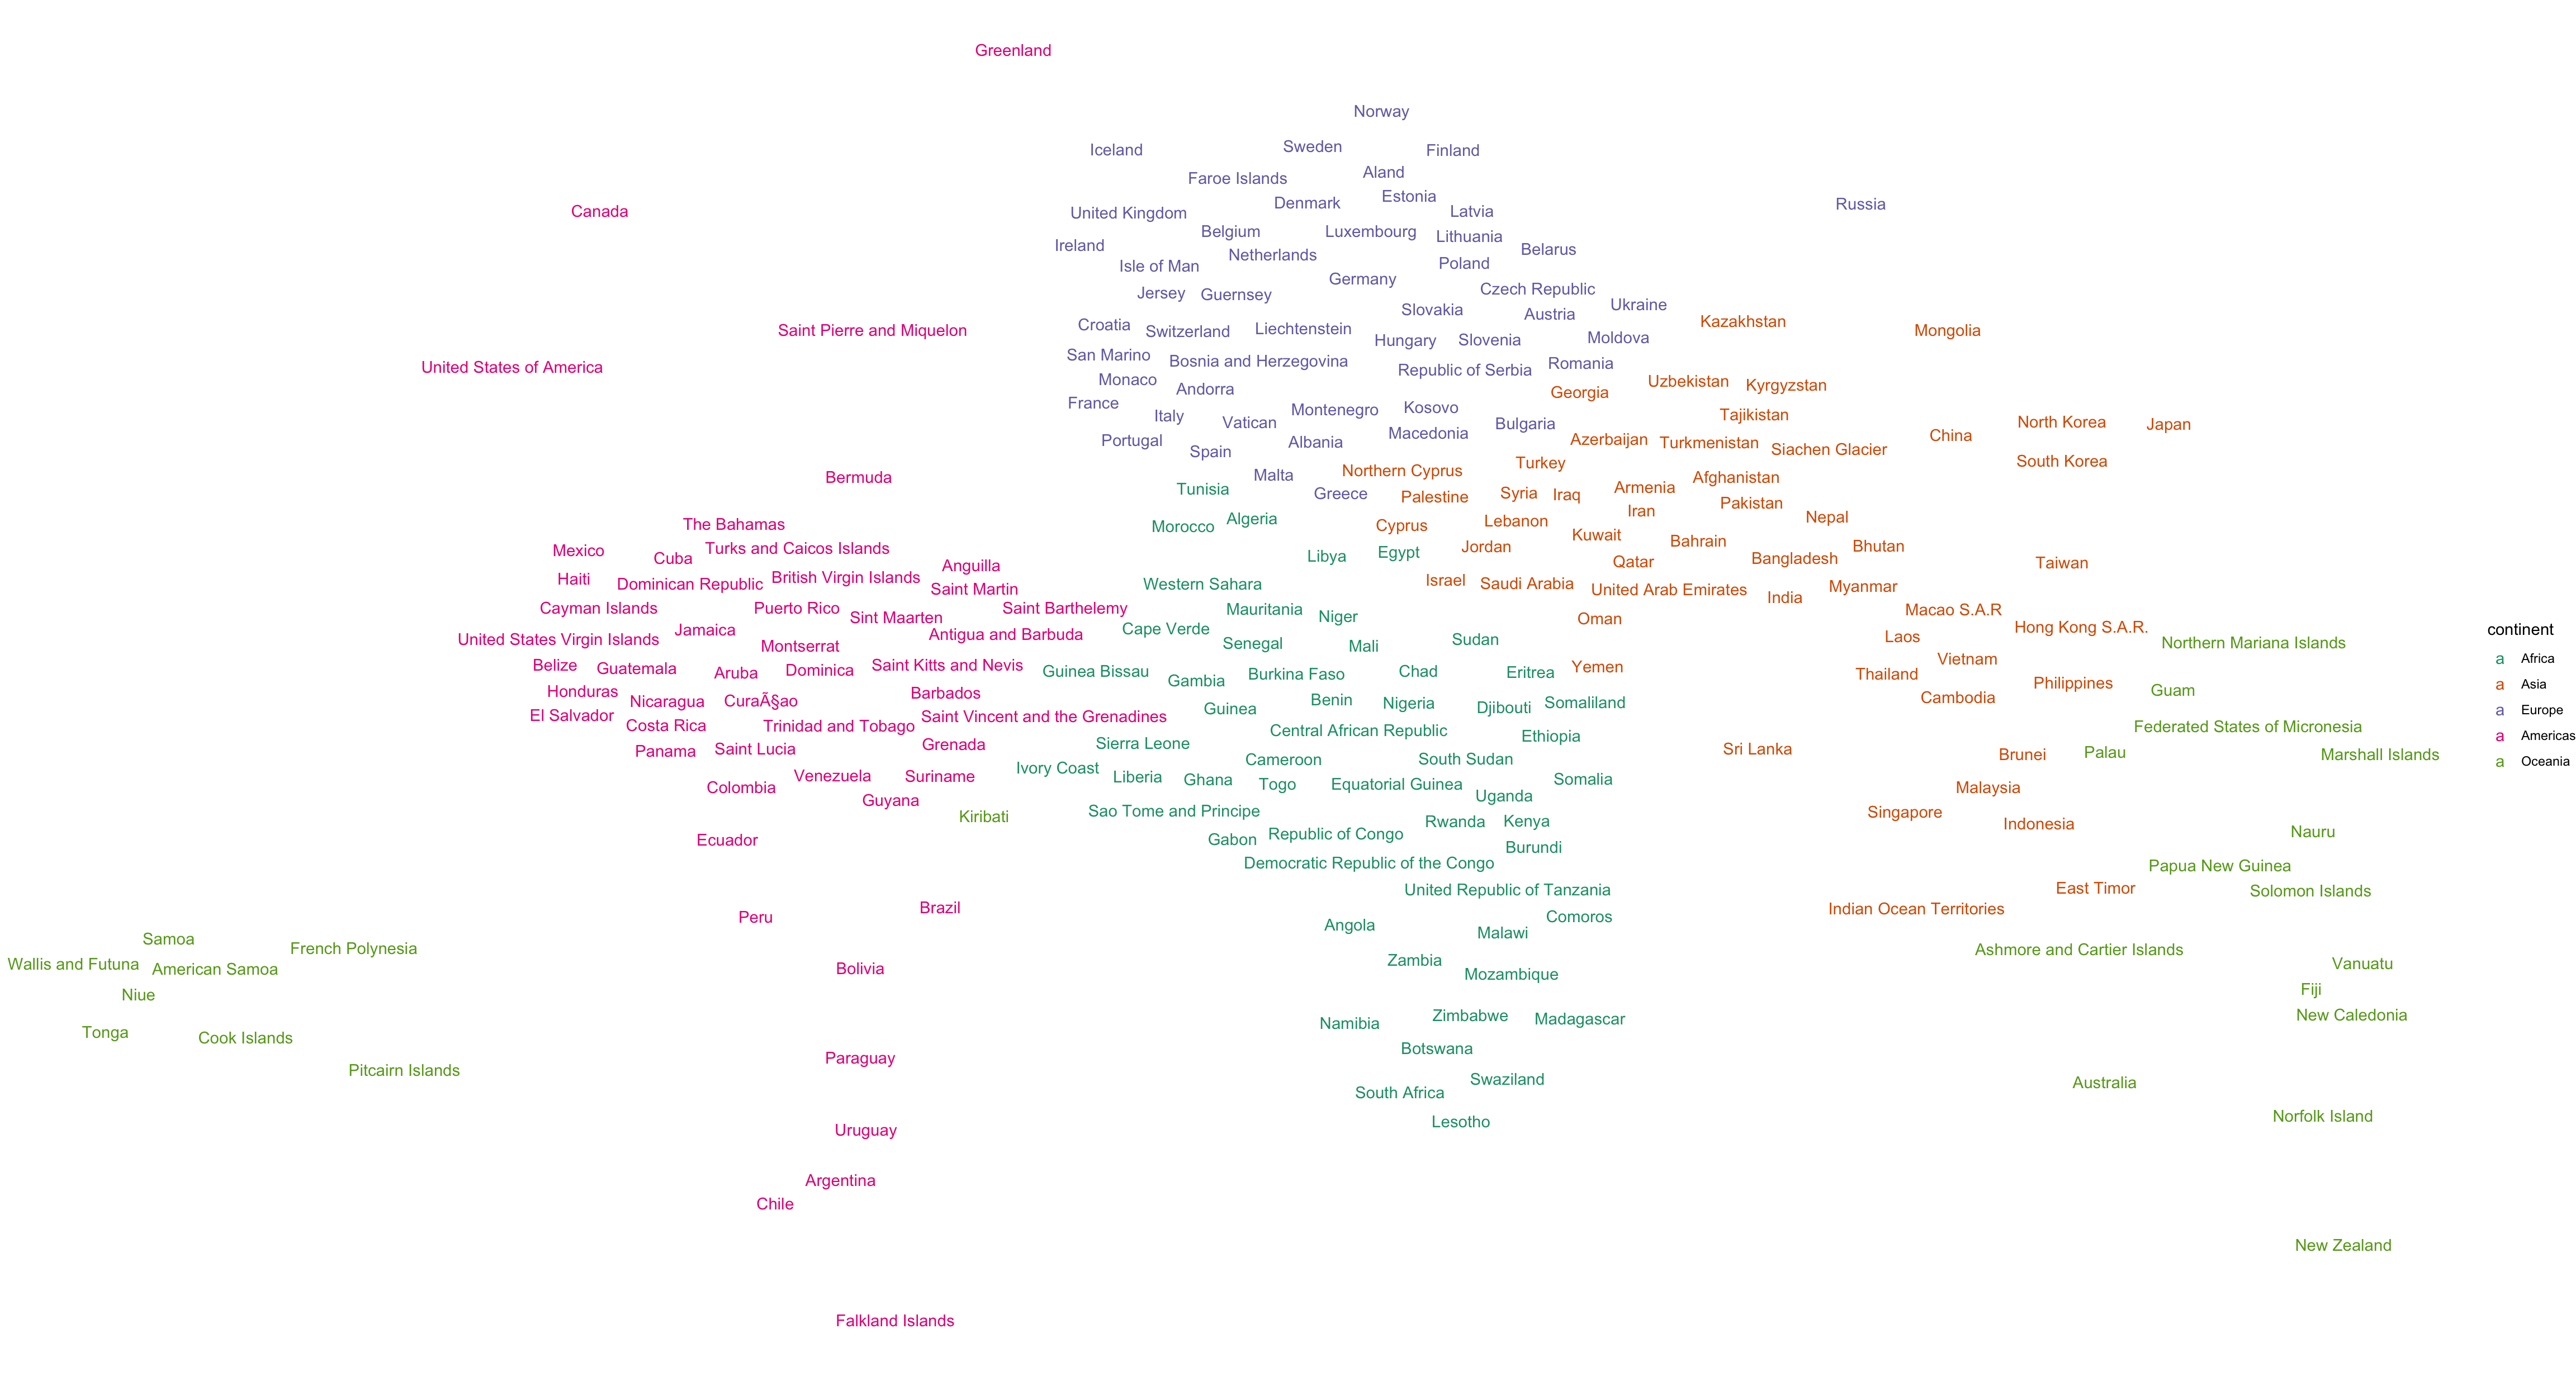 Greenland
Norway
Sweden
Iceland
Finland
Aland
Faroe Islands
Estonia
Denmark
Russia
Canada
Latvia
United Kingdom
Belgium
Luxembourg
Lithuania
Ireland
Belarus
Netherlands
Poland
Isle of Man
Germany
Czech Republic
Jersey
Guernsey
Ukraine
Slovakia
Austria
Kazakhstan
Croatia
Liechtenstein
Saint Pierre and Miquelon
Switzerland
Mongolia
Moldova
Hungary
Slovenia
San Marino
Bosnia and Herzegovina
Romania
United States of America
Republic of Serbia
Monaco
Uzbekistan
Kyrgyzstan
Andorra
Georgia
France
Kosovo
Montenegro
Italy
Tajikistan
Vatican
North Korea
Bulgaria
Japan
Macedonia
China
Azerbaijan
Portugal
Albania
Turkmenistan
Siachen Glacier
Spain
South Korea
Turkey
Northern Cyprus
Malta
Bermuda
Afghanistan
Armenia
Tunisia
Greece
Syria
Iraq
Palestine
Pakistan
Iran
Nepal
Algeria
Lebanon
The Bahamas
Cyprus
Morocco
Kuwait
Bahrain
Bhutan
Jordan
Turks and Caicos Islands
Mexico
Egypt
Libya
Cuba
Bangladesh
Qatar
Taiwan
Anguilla
British Virgin Islands
Haiti
Israel
Saudi Arabia
Dominican Republic
Western Sahara
Myanmar
Saint Martin
United Arab Emirates
India
Cayman Islands
Puerto Rico
Saint Barthelemy
Mauritania
Macao S.A.R
Niger
Sint Maarten
Oman
Hong Kong S.A.R.
Cape Verde
Jamaica
Antigua and Barbuda
Laos
United States Virgin Islands
Sudan
Northern Mariana Islands
Senegal
Montserrat
Mali
Vietnam
Belize
Saint Kitts and Nevis
Yemen
Guatemala
Dominica
Guinea Bissau
Chad
Eritrea
Aruba
Burkina Faso
Thailand
Gambia
Philippines
Guam
Honduras
Barbados
Cambodia
Benin
Nicaragua
CuraÃ§ao
Nigeria
Somaliland
Djibouti
Guinea
El Salvador
Saint Vincent and the Grenadines
Costa Rica
Trinidad and Tobago
Federated States of Micronesia
Central African Republic
Ethiopia
Sierra Leone
Grenada
Saint Lucia
Sri Lanka
Panama
Palau
Brunei
Marshall Islands
Cameroon
South Sudan
Ivory Coast
Venezuela
Suriname
Liberia
Somalia
Ghana
Togo
Equatorial Guinea
Colombia
Malaysia
Uganda
Guyana
Sao Tome and Principe
Singapore
Kiribati
Rwanda
Kenya
Indonesia
Nauru
Republic of Congo
Gabon
Ecuador
Burundi
Democratic Republic of the Congo
Papua New Guinea
East Timor
United Republic of Tanzania
Solomon Islands
Brazil
Indian Ocean Territories
Peru
Comoros
Angola
Malawi
Samoa
French Polynesia
Ashmore and Cartier Islands
Zambia
Wallis and Futuna
Vanuatu
American Samoa
Bolivia
Mozambique
Fiji
Niue
New Caledonia
Zimbabwe
Madagascar
Namibia
Tonga
Cook Islands
Botswana
Paraguay
Pitcairn Islands
Swaziland
Australia
South Africa
Norfolk Island
Lesotho
Uruguay
Argentina
Chile
New Zealand
Falkland Islands
continent
a Africa
a Asia
a Europe
a Americas
a Oceania